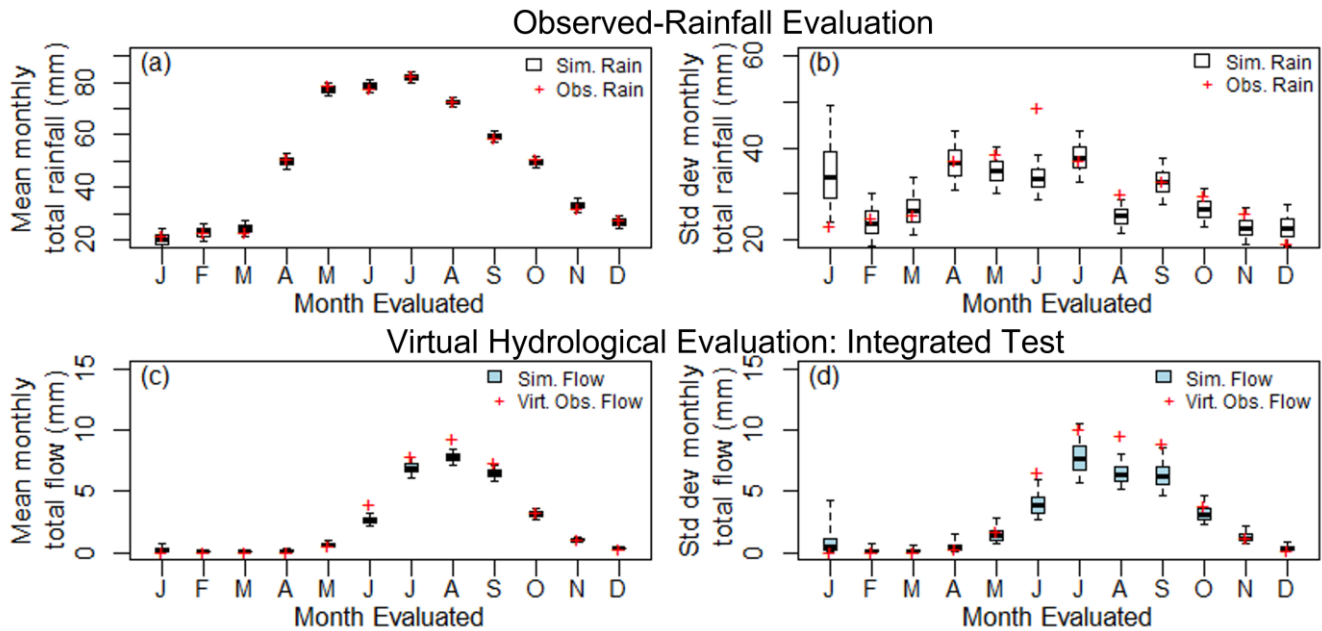 Observed-Rainfall Evaluation
Mean monthly
total rainfall (mm)
20 40 60 80
(a)
Sim. Rain
Obs. Rain
J F M A M J J A S O N D
Month Evaluated
Std dev monthly
total rainfall (mm)
20 40 60
(b)
Sim. Rain
Obs. Rain
J F M A M J J A S O N D
Month Evaluated
Virtual Hydrological Evaluation: Integrated Test
Mean monthly
total flow (mm)
0 5 10 15
(c)
Sim. Flow
Virt. Obs. Flow
J F M A M J J A S O N D
Month Evaluated
Std dev monthly
total flow (mm)
0 5 10 15
(d)
Sim. Flow
Virt. Obs. Flow
J F M A M J J A S O N D
Month Evaluated